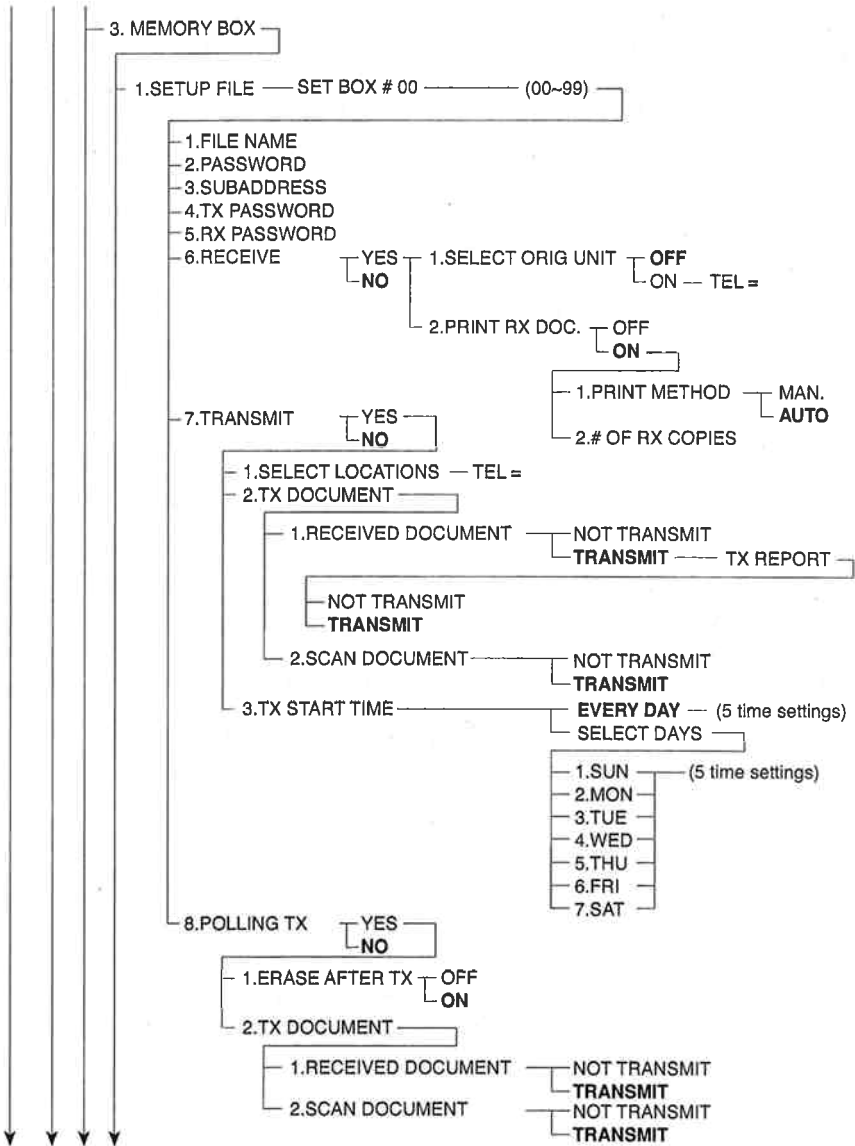 3. MEMORY BOX
1.SETUP FILE SET BOX # 00 (00~99)
1.FILE NAME
2.PASSWORD
3.SUBADDRESS
4.TX PASSWORD
5.RX PASSWORD
6.RECEIVE YES 1.SELECT ORIG UNIT OFF
NO ON TEL =
2.PRINT RX DOC. OFF
ON
1.PRINT METHOD MAN.
7.TRANSMIT YES AUTO
NO 2.# OF RX COPIES
1.SELECT LOCATIONS TEL =
2.TX DOCUMENT
1.RECEIVED DOCUMENT NOT TRANSMIT
TRANSMIT TX REPORT
NOT TRANSMIT
TRANSMIT
2.SCAN DOCUMENT NOT TRANSMIT
TRANSMIT
3.TX START TIME EVERY DAY (5 time settings)
SELECT DAYS
1.SUN (5 time settings)
2.MON
3.TUE
4.WED
5.THU
6.FRI
7.SAT
8.POLLING TX YES
NO
1.ERASE AFTER TX OFF
ON
2.TX DOCUMENT
1.RECEIVED DOCUMENT NOT TRANSMIT
TRANSMIT
2.SCAN DOCUMENT NOT TRANSMIT
TRANSMIT